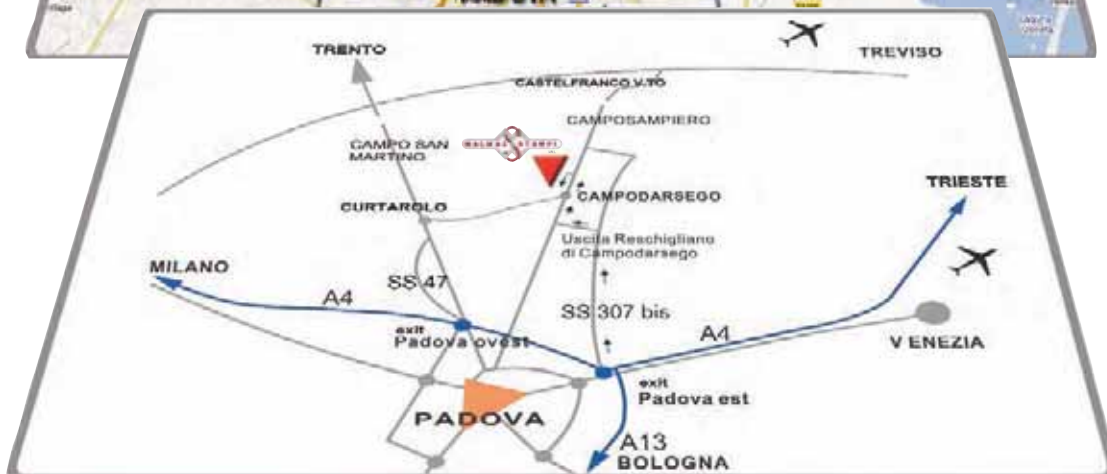 TRENTO
TREVISO
CASTELFRANCO V.TO
CAMPOSAMPIERO
CAMPO SAN
MARTINO
TRIESTE
CAMPODARSEGO
CURTAROLO
Uscita Reschigliano
di Campodarsego
MILANO
SS 47
A4
SS 307 bis
A4
exit
Padova ovest
V ENEZIA
exit
Padova est
PADOVA
A13
BOLOGNA